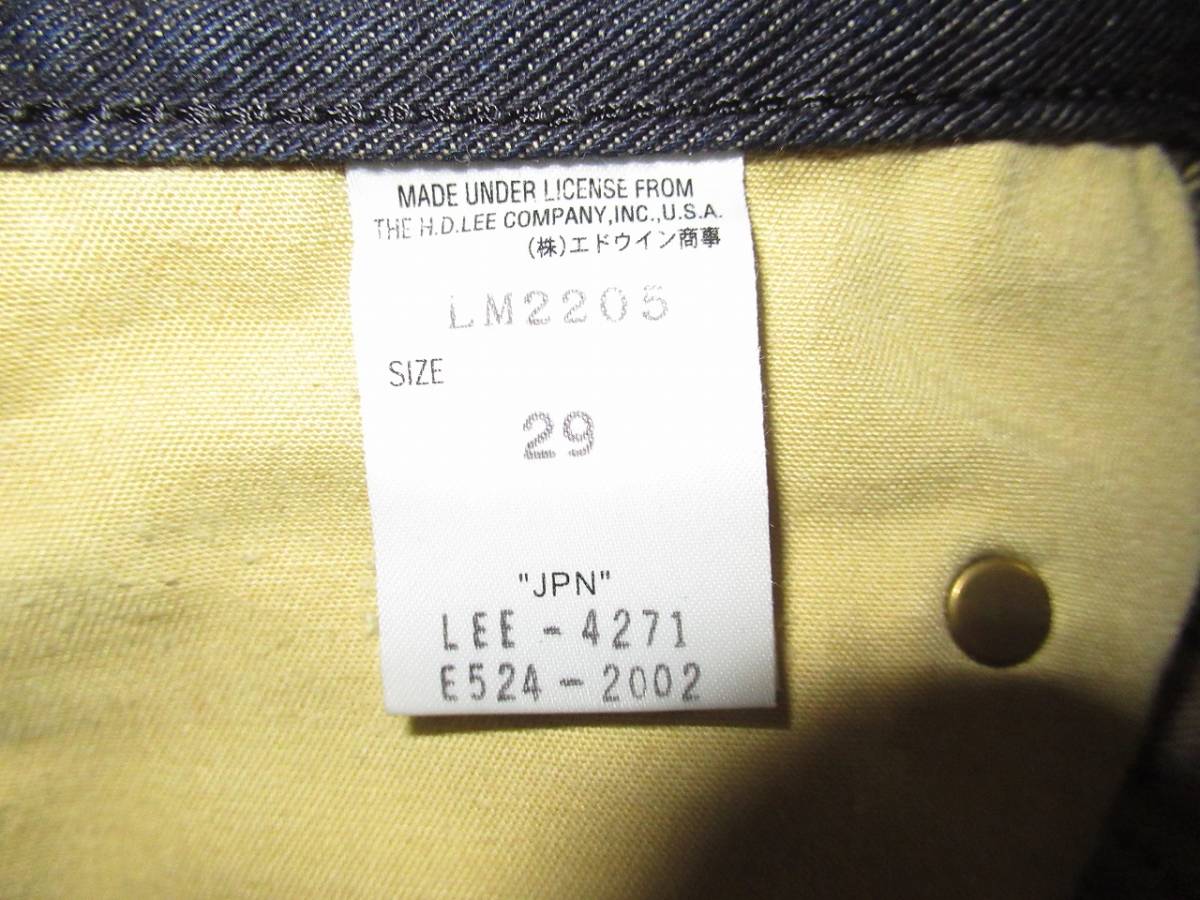 MADE UNDER LICENSE FROM
THE H.D.LEE COMPANY,INC.,U.S.A.
(株)エドウイン商事
LM2205
SIZE
29
"JPN"
LEE-4271
E524-2002